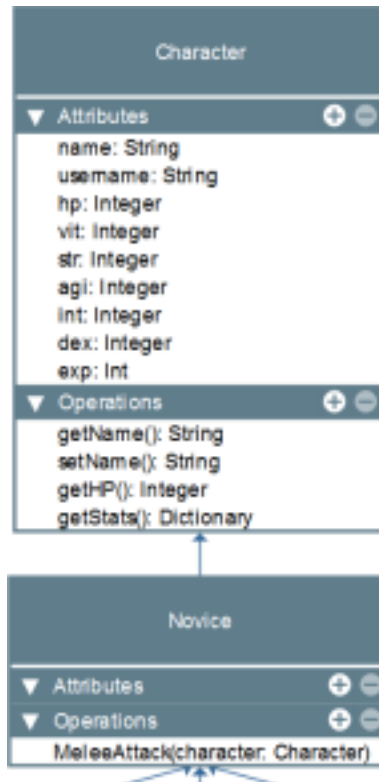 Character
Attributes
name: String
username: String
hp: Integer
vit: Integer
str: Integer
agi: Integer
int: Integer
dex: Integer
exp: Int
Operations
getName(): String
setName(): String
getHP(): Integer
getStats(): Dictionary
Novice
Attributes
Operations
MeleeAttack(character: Character)